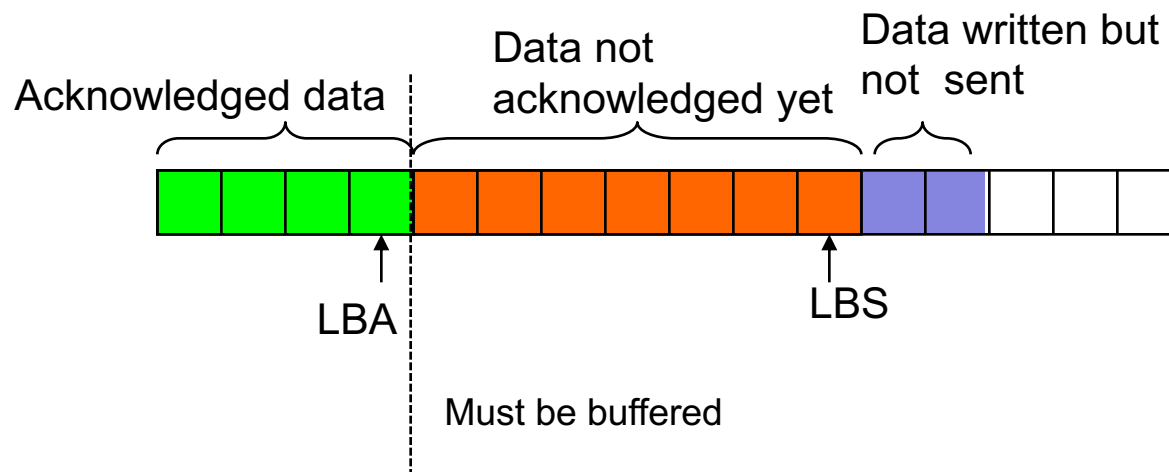 Acknowledged data
Data not
acknowledged yet
Data written but
not  sent
LBA
LBS
Must be buffered